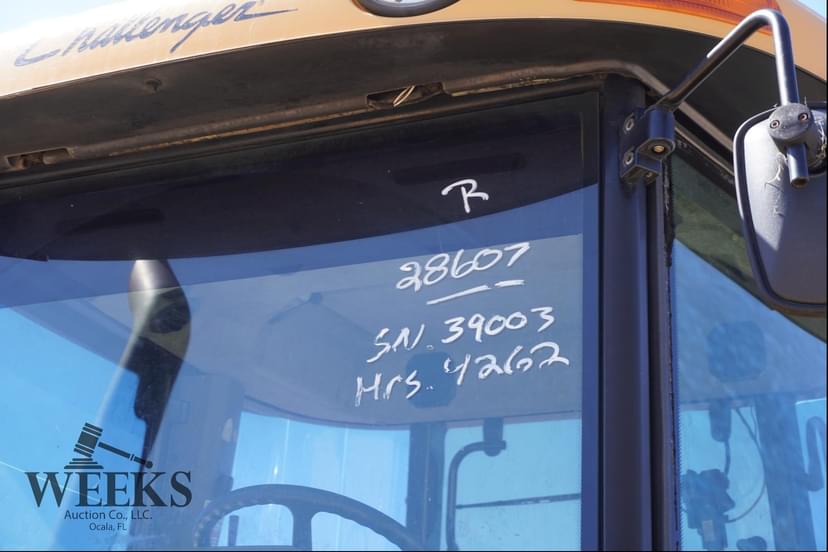 Challenger
R
28607
SN. 39003
Hrs. 4262
WEEKS
Auction Co., LLC.
Ocala, FL